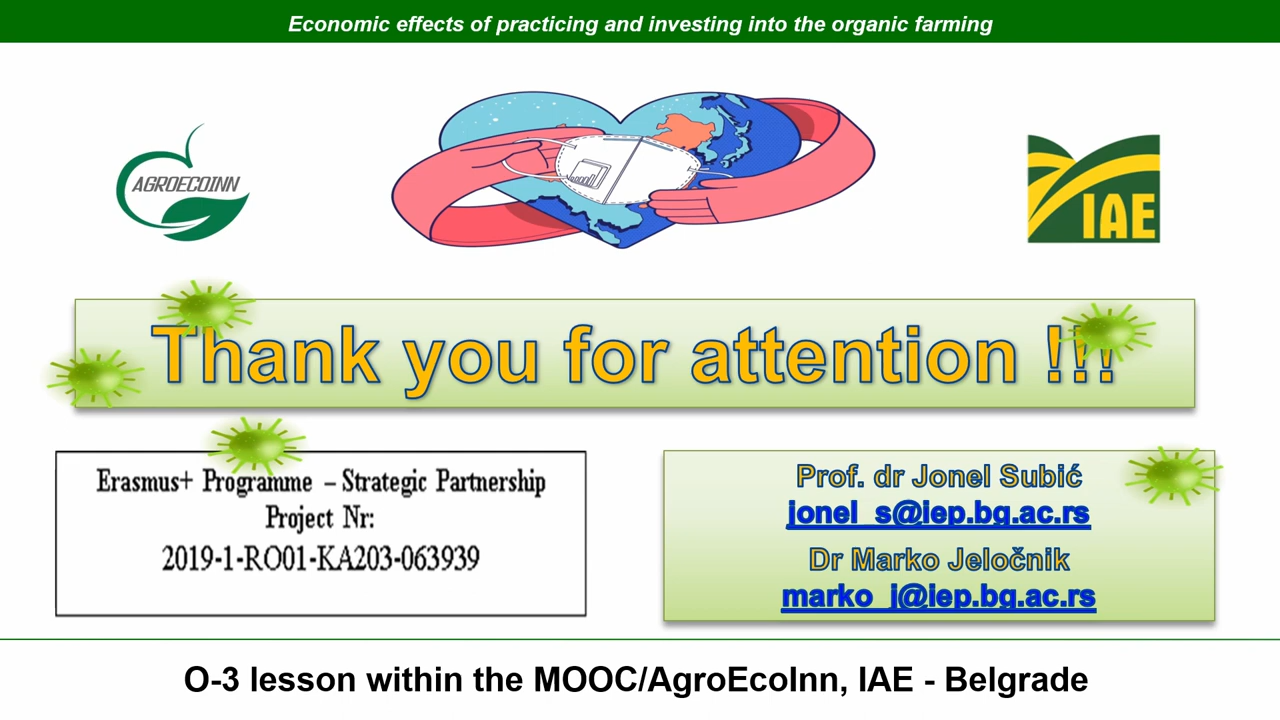 Economic effects of practicing and investing into the organic farming
AGROECOINN
IAE
Thank you for attention !!!
Erasmus+ Programme – Strategic Partnership
Project Nr:
2019-1-RO01-KA203-063939
Prof. dr Jonel Subić
jonel_s@iep.bg.ac.rs
Dr Marko Jeločnik
marko_j@iep.bg.ac.rs
O-3 lesson within the MOOC/AgroEcoInn, IAE - Belgrade